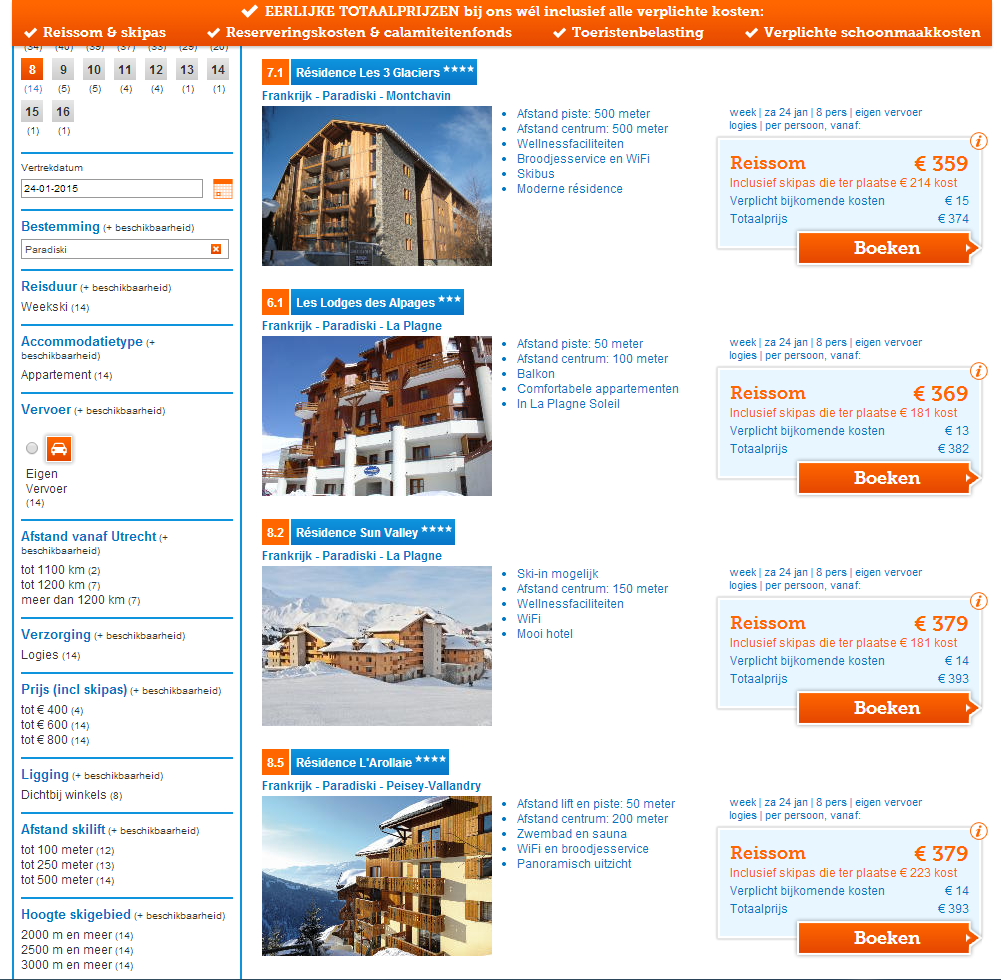 EERLIJKE TOTAALPRIJZEN bij ons wél inclusief alle verplichte kosten:
Reissom & skipas Reserveringskosten & calamiteitenfonds Toeristenbelasting Verplichte schoonmaakkosten
(34) (40) (39) (37) (33) (29) (20)
8 9 10 11 12 13 14
(14) (5) (5) (4) (4) (1) (1)
15 16
(1) (1)
Vertrekdatum
24-01-2015
Bestemming (+ beschikbaarheid)
Paradiski
Reisduur (+ beschikbaarheid)
Weekski (14)
Accommodatietype (+
beschikbaarheid)
Appartement (14)
Vervoer (+ beschikbaarheid)
Eigen
Vervoer
(14)
Afstand vanaf Utrecht (+
beschikbaarheid)
tot 1100 km (2)
tot 1200 km (7)
meer dan 1200 km (7)
Verzorging (+ beschikbaarheid)
Logies (14)
Prijs (incl skipas) (+ beschikbaarheid)
tot € 400 (4)
tot € 600 (14)
tot € 800 (14)
Ligging (+ beschikbaarheid)
Dichtbij winkels (8)
Afstand skilift (+ beschikbaarheid)
tot 100 meter (12)
tot 250 meter (13)
tot 500 meter (14)
Hoogte skigebied (+ beschikbaarheid)
2000 m en meer (14)
2500 m en meer (14)
3000 m en meer (14)
7.1 Résidence Les 3 Glaciers ★★★★
Frankrijk - Paradiski - Montchavin
• Afstand piste: 500 meter
• Afstand centrum: 500 meter
• Wellnessfaciliteiten
• Broodjesservice en WiFi
• Skibus
• Moderne résidence
week | za 24 jan | 8 pers | eigen vervoer
logies | per persoon, vanaf:
i
Reissom € 359
Inclusief skipas die ter plaatse € 214 kost
Verplicht bijkomende kosten € 15
Totaalprijs € 374
Boeken
6.1 Les Lodges des Alpages ★★★
Frankrijk - Paradiski - La Plagne
• Afstand piste: 50 meter
• Afstand centrum: 100 meter
• Balkon
• Comfortabele appartementen
• In La Plagne Soleil
week | za 24 jan | 8 pers | eigen vervoer
logies | per persoon, vanaf:
i
Reissom € 369
Inclusief skipas die ter plaatse € 181 kost
Verplicht bijkomende kosten € 13
Totaalprijs € 382
Boeken
8.2 Résidence Sun Valley ★★★★
Frankrijk - Paradiski - La Plagne
• Ski-in mogelijk
• Afstand centrum: 150 meter
• Wellnessfaciliteiten
• WiFi
• Mooi hotel
week | za 24 jan | 8 pers | eigen vervoer
logies | per persoon, vanaf:
i
Reissom € 379
Inclusief skipas die ter plaatse € 181 kost
Verplicht bijkomende kosten € 14
Totaalprijs € 393
Boeken
8.5 Résidence L'Arollaie ★★★★
Frankrijk - Paradiski - Peisey-Vallandry
• Afstand lift en piste: 50 meter
• Afstand centrum: 200 meter
• Zwembad en sauna
• WiFi en broodjesservice
• Panoramisch uitzicht
week | za 24 jan | 8 pers | eigen vervoer
logies | per persoon, vanaf:
i
Reissom € 379
Inclusief skipas die ter plaatse € 223 kost
Verplicht bijkomende kosten € 14
Totaalprijs € 393
Boeken